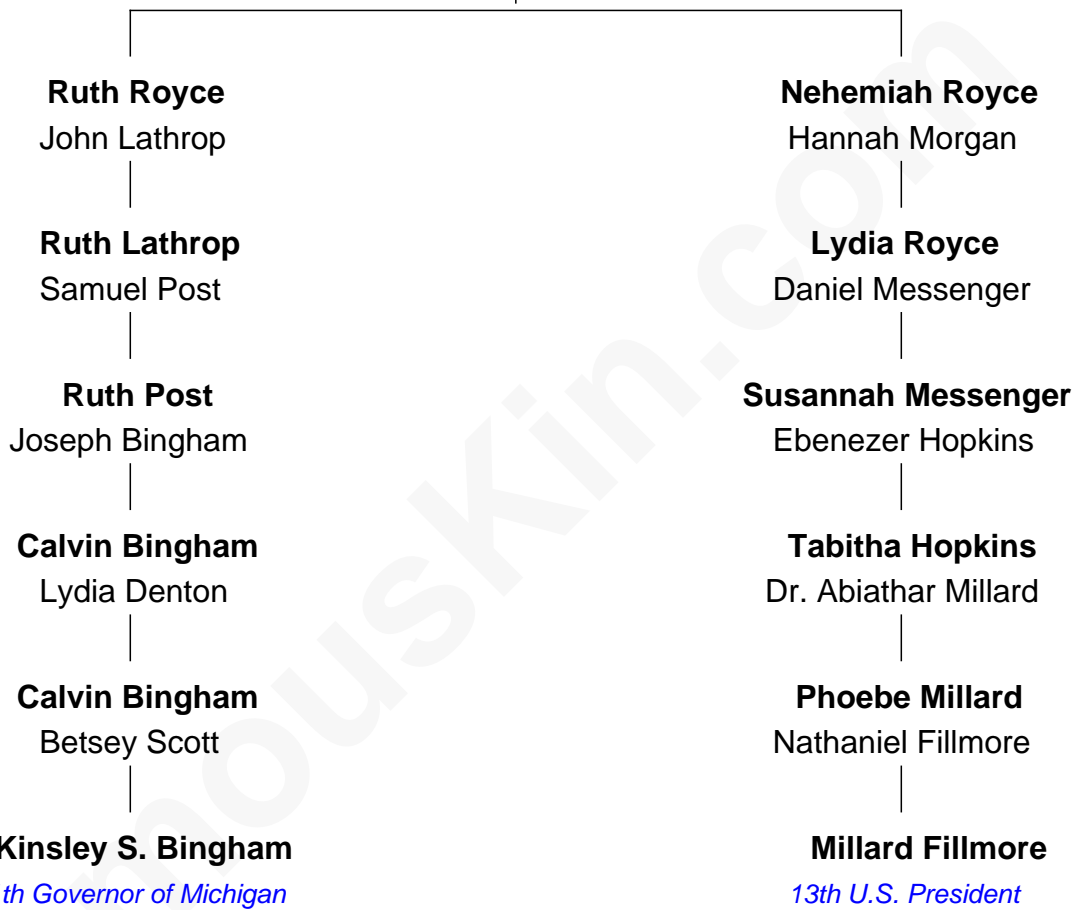 Ruth Royce
John Lathrop
Ruth Lathrop
Samuel Post
Ruth Post
Joseph Bingham
Calvin Bingham
Lydia Denton
Calvin Bingham
Betsey Scott
Kinsley S. Bingham
th Governor of Michigan
Nehemiah Royce
Hannah Morgan
Lydia Royce
Daniel Messenger
Susannah Messenger
Ebenezer Hopkins
Tabitha Hopkins
Dr. Abiathar Millard
Phoebe Millard
Nathaniel Fillmore
Millard Fillmore
13th U.S. President
mousKin.com